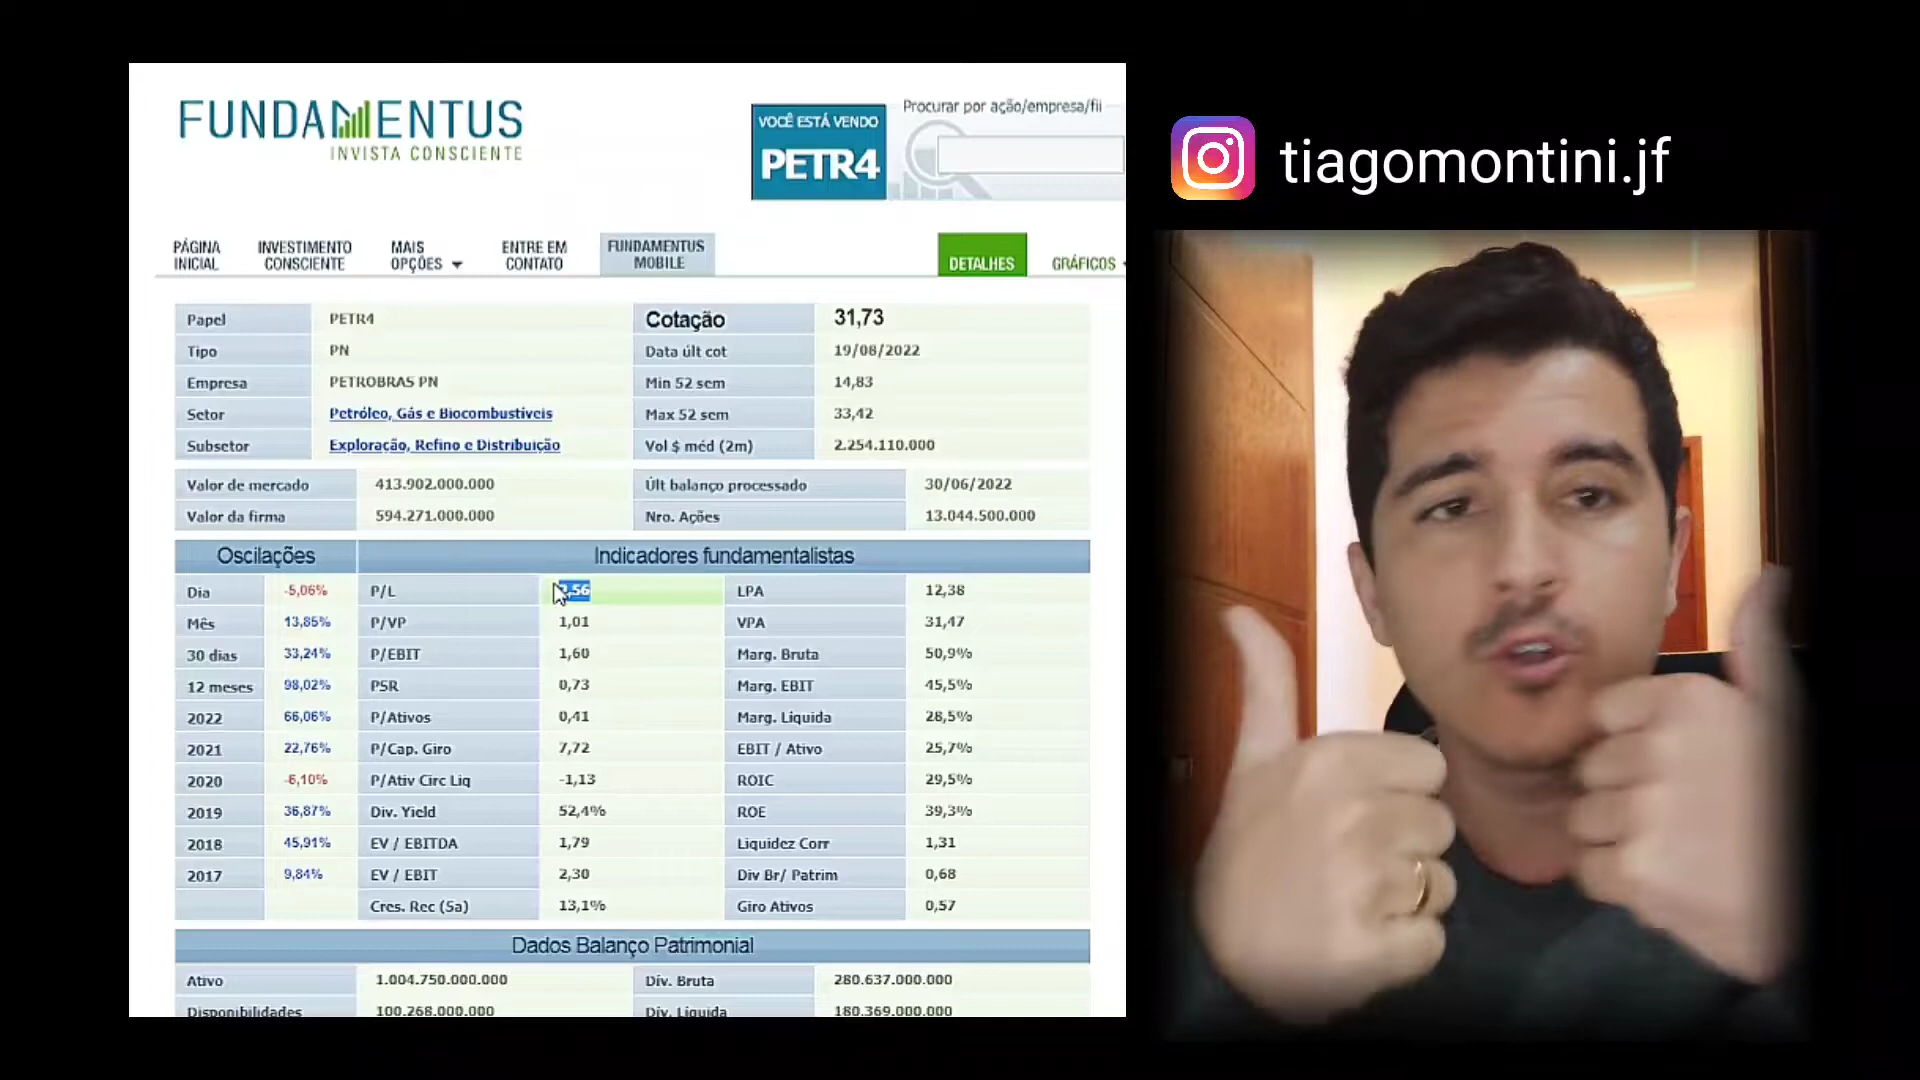 FUNDAMENTUS
INVISTA CONSCIENTE
VOCÊ ESTÁ VENDO
PETR4
Procurar por ação/empresa/fii
tiagomontini.jf
PÁGINA INICIAL
INVESTIMENTO CONSCIENTE
MAIS OPÇÕES
ENTRE EM CONTATO
FUNDAMENTUS MOBILE
DETALHES
GRÁFICOS
Papel PETR4 Cotação 31,73
Tipo PN Data últ cot 19/08/2022
Empresa PETROBRAS PN Min 52 sem 14,83
Setor Petróleo, Gás e Biocombustíveis Max 52 sem 33,42
Subsetor Exploração, Refino e Distribuição Vol $ méd (2m) 2.254.110.000
Valor de mercado 413.902.000.000 Últ balanço processado 30/06/2022
Valor da firma 594.271.000.000 Nro. Ações 13.044.500.000
Oscilações Indicadores fundamentalistas
Dia -5,06% P/L ,56 LPA 12,38
Mês 13,85% P/VP 1,01 VPA 31,47
30 dias 33,24% P/EBIT 1,60 Marg. Bruta 50,9%
12 meses 98,02% PSR 0,73 Marg. EBIT 45,5%
2022 66,06% P/Ativos 0,41 Marg. Líquida 28,5%
2021 22,76% P/Cap. Giro 7,72 EBIT / Ativo 25,7%
2020 -6,10% P/Ativ Circ Liq -1,13 ROIC 29,5%
2019 36,87% Div. Yield 52,4% ROE 39,3%
2018 45,91% EV / EBITDA 1,79 Liquidez Corr 1,31
2017 9,84% EV / EBIT 2,30 Div Br/ Patrim 0,68
Cres. Rec (5a) 13,1% Giro Ativos 0,57
Dados Balanço Patrimonial
Ativo 1.004.750.000.000 Dív. Bruta 280.637.000.000
Disponibilidades 100.268.000.000 Dív. Líquida 180.369.000.000